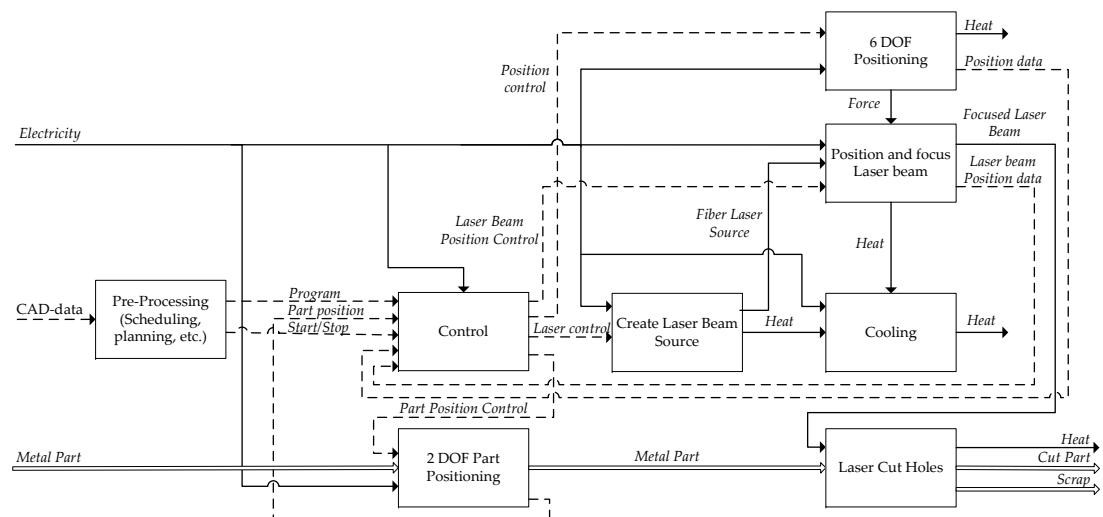 6 DOF
Positioning
Heat
Position data
Position
control
Force
Electricity
Focused Laser
Beam
Position and focus
Laser beam
Laser beam
Position data
Laser Beam
Position Control
Fiber Laser
Source
Heat
CAD-data
Pre-Processing
(Scheduling,
planning, etc.)
Program
Part position
Start/Stop
Control
Laser control
Create Laser Beam
Source
Heat
Cooling
Heat
Part Position Control
Metal Part
2 DOF Part
Positioning
Metal Part
Laser Cut Holes
Heat
Cut Part
Scrap